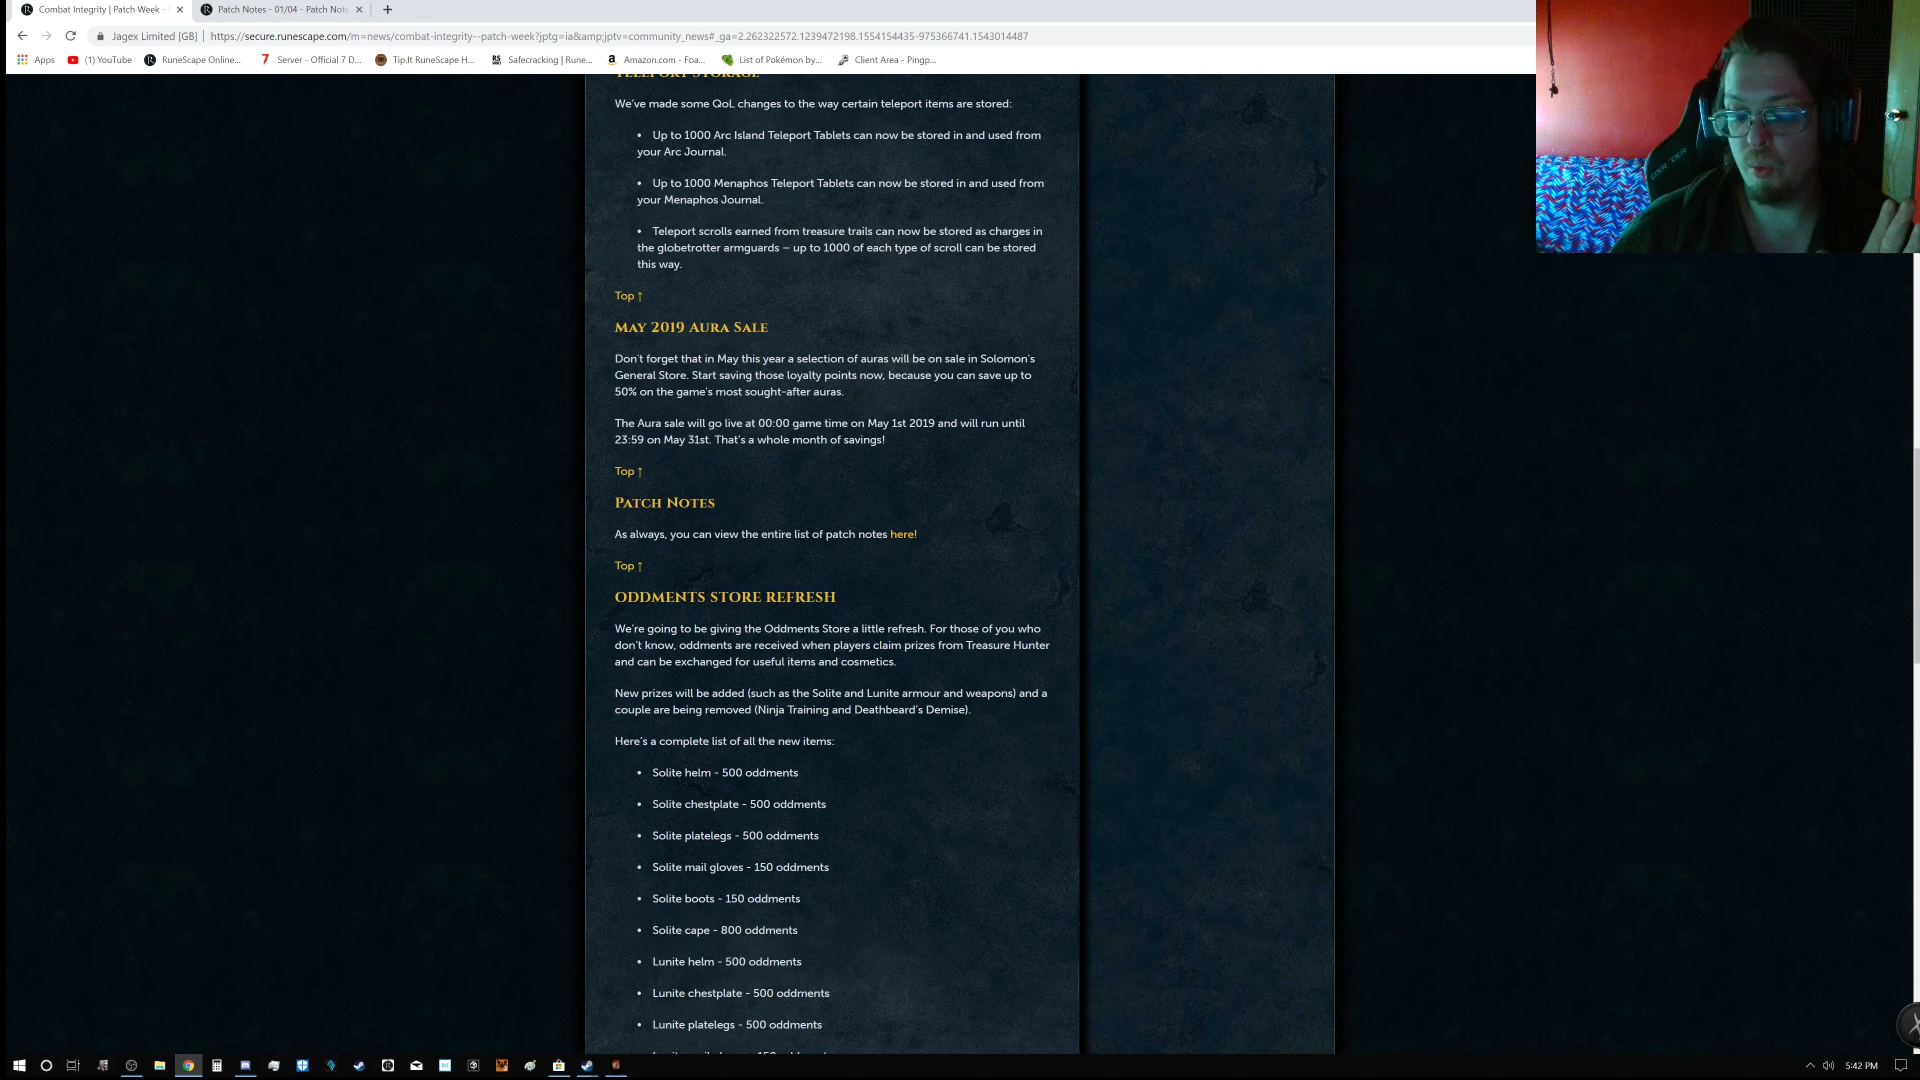 Combat Integrity | Patch Week -
Patch Notes - 01/04 - Patch Note
Jagex Limited [GB]
https://secure.runescape.com/m=news/combat-integrity--patch-week?jptg=ia&amp;jptv=community_news#_ga=2.262322572.1239472198.1554154435-975366741.1543014487
Apps
(1) YouTube
RuneScape Online...
Server - Official 7 D...
Tip.It RuneScape H...
Safecracking | Rune...
Amazon.com - Foa...
List of Pokémon by...
Client Area - Pingp...
TELEPORT STORAGE
We've made some QoL changes to the way certain teleport items are stored:
• Up to 1000 Arc Island Teleport Tablets can now be stored in and used from
your Arc Journal.
• Up to 1000 Menaphos Teleport Tablets can now be stored in and used from
your Menaphos Journal.
• Teleport scrolls earned from treasure trails can now be stored as charges in
the globetrotter armguards – up to 1000 of each type of scroll can be stored
this way.
Top ↑
MAY 2019 AURA SALE
Don't forget that in May this year a selection of auras will be on sale in Solomon's
General Store. Start saving those loyalty points now, because you can save up to
50% on the game's most sought-after auras.
The Aura sale will go live at 00:00 game time on May 1st 2019 and will run until
23:59 on May 31st. That's a whole month of savings!
Top ↑
PATCH NOTES
As always, you can view the entire list of patch notes here!
Top ↑
ODDMENTS STORE REFRESH
We're going to be giving the Oddments Store a little refresh. For those of you who
don't know, oddments are received when players claim prizes from Treasure Hunter
and can be exchanged for useful items and cosmetics.
New prizes will be added (such as the Solite and Lunite armour and weapons) and a
couple are being removed (Ninja Training and Deathbeard's Demise).
Here's a complete list of all the new items:
• Solite helm - 500 oddments
• Solite chestplate - 500 oddments
• Solite platelegs - 500 oddments
• Solite mail gloves - 150 oddments
• Solite boots - 150 oddments
• Solite cape - 800 oddments
• Lunite helm - 500 oddments
• Lunite chestplate - 500 oddments
• Lunite platelegs - 500 oddments
5:42 PM